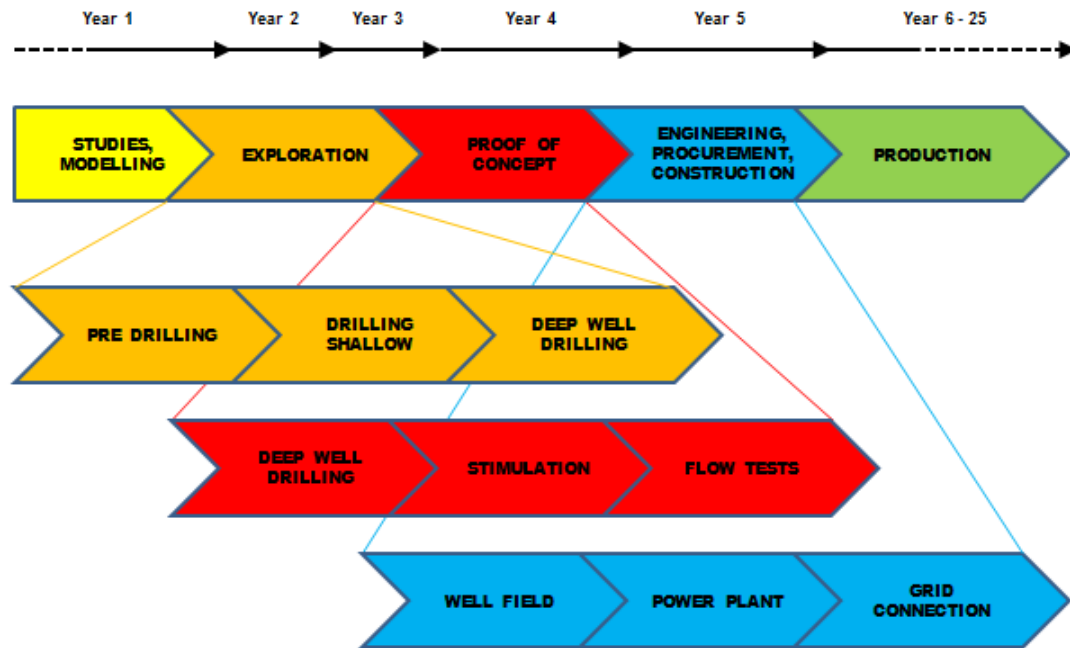 Year 1
Year 2
Year 3
Year 4
Year 5
Year 6 - 25
STUDIES,
MODELLING
EXPLORATION
PROOF OF
CONCEPT
ENGINEERING,
PROCUREMENT,
CONSTRUCTION
PRODUCTION
PRE DRILLING
DRILLING
SHALLOW
DEEP WELL
DRILLING
DEEP WELL
DRILLING
STIMULATION
FLOW TESTS
WELL FIELD
POWER PLANT
GRID
CONNECTION